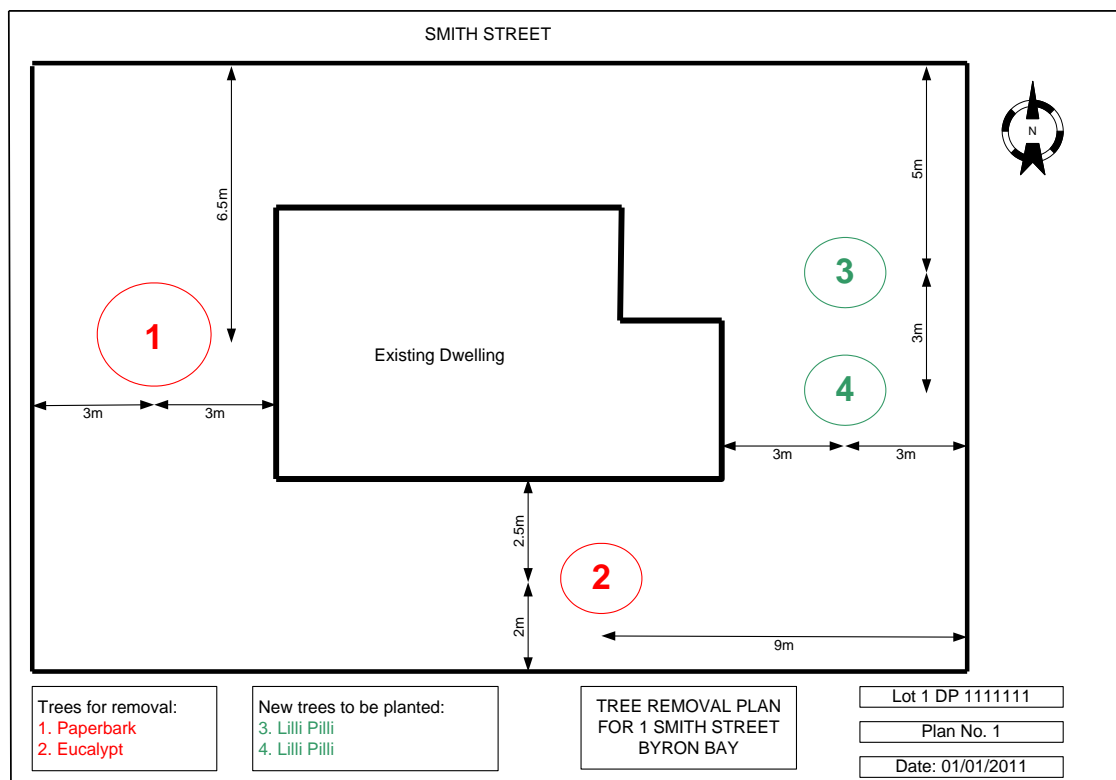 SMITH STREET
N
6.5m
5m
3
1
3m
Existing Dwelling
4
3m
3m
3m
3m
2.5m
2
2m
9m
Trees for removal:
1. Paperbark
2. Eucalypt
New trees to be planted:
3. Lilli Pilli
4. Lilli Pilli
TREE REMOVAL PLAN
FOR 1 SMITH STREET
BYRON BAY
Lot 1 DP 1111111
Plan No. 1
Date: 01/01/2011